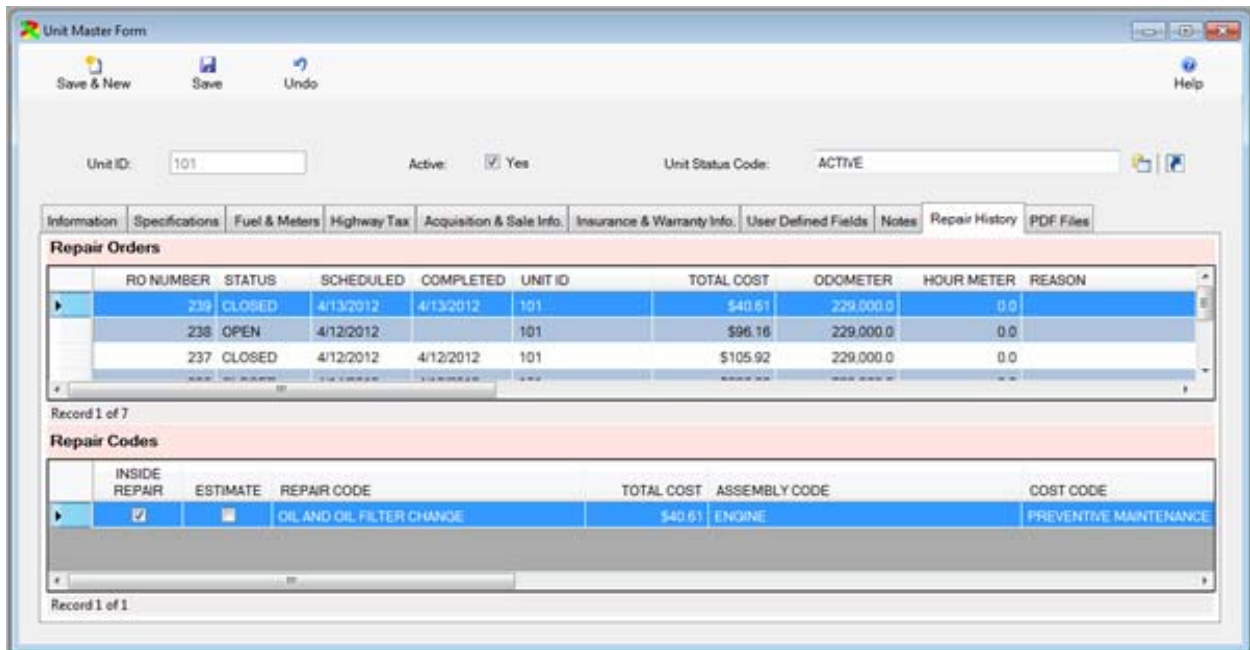 Unit Master Form
Save & New Save Undo Help
Unit ID: 101 Active: Yes Unit Status Code: ACTIVE
Information Specifications Fuel & Meters Highway Tax Acquisition & Sale Info. Insurance & Warranty Info. User Defined Fields Notes Repair History PDF Files
Repair Orders
RO NUMBER STATUS SCHEDULED COMPLETED UNIT ID TOTAL COST ODOMETER HOUR METER REASON
239 CLOSED 4/13/2012 4/13/2012 101 $40.61 229,000.0 0.0
238 OPEN 4/12/2012 101 $96.16 229,000.0 0.0
237 CLOSED 4/12/2012 4/12/2012 101 $105.92 229,000.0 0.0
Record 1 of 7
Repair Codes
INSIDE
REPAIR ESTIMATE REPAIR CODE TOTAL COST ASSEMBLY CODE COST CODE
OIL AND OIL FILTER CHANGE $40.61 ENGINE PREVENTIVE MAINTENANCE
Record 1 of 1